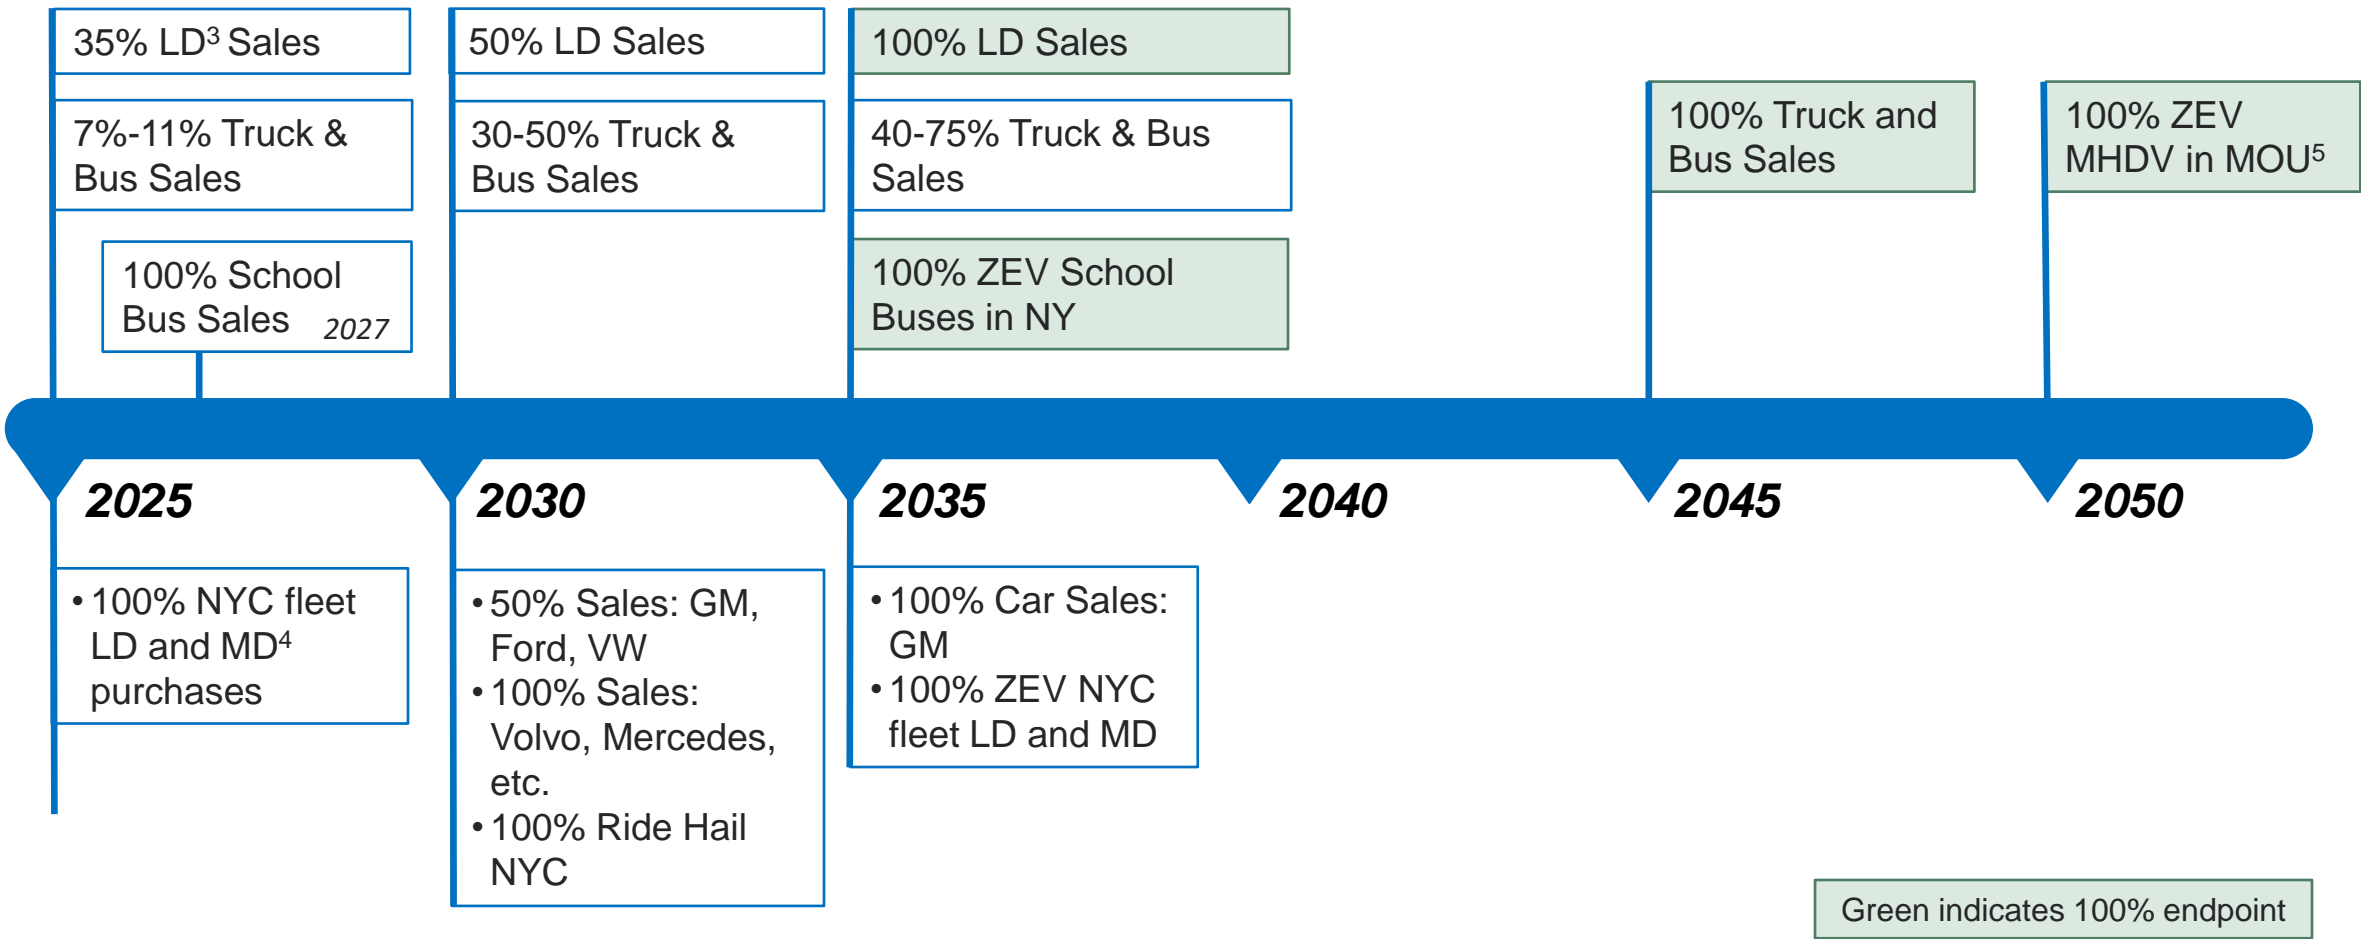 35% LD³ Sales
7%-11% Truck &
Bus Sales
100% School
Bus Sales 2027
50% LD Sales
30-50% Truck &
Bus Sales
100% LD Sales
40-75% Truck & Bus
Sales
100% ZEV School
Buses in NY
100% Truck and
Bus Sales
100% ZEV
MHDV in MOU⁵
2025
2030
2035
2040
2045
2050
• 100% NYC fleet
LD and MD⁴
purchases
• 50% Sales: GM,
Ford, VW
• 100% Sales:
Volvo, Mercedes,
etc.
• 100% Ride Hail
NYC
• 100% Car Sales:
GM
• 100% ZEV NYC
fleet LD and MD
Green indicates 100% endpoint